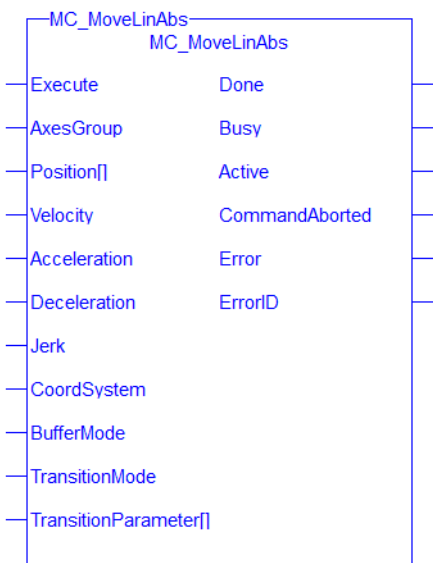 MC_MoveLinAbs
MC_MoveLinAbs
Execute Done
AxesGroup Busy
Position[] Active
Velocity CommandAborted
Acceleration Error
Deceleration ErrorID
Jerk
CoordSystem
BufferMode
TransitionMode
TransitionParameter[]